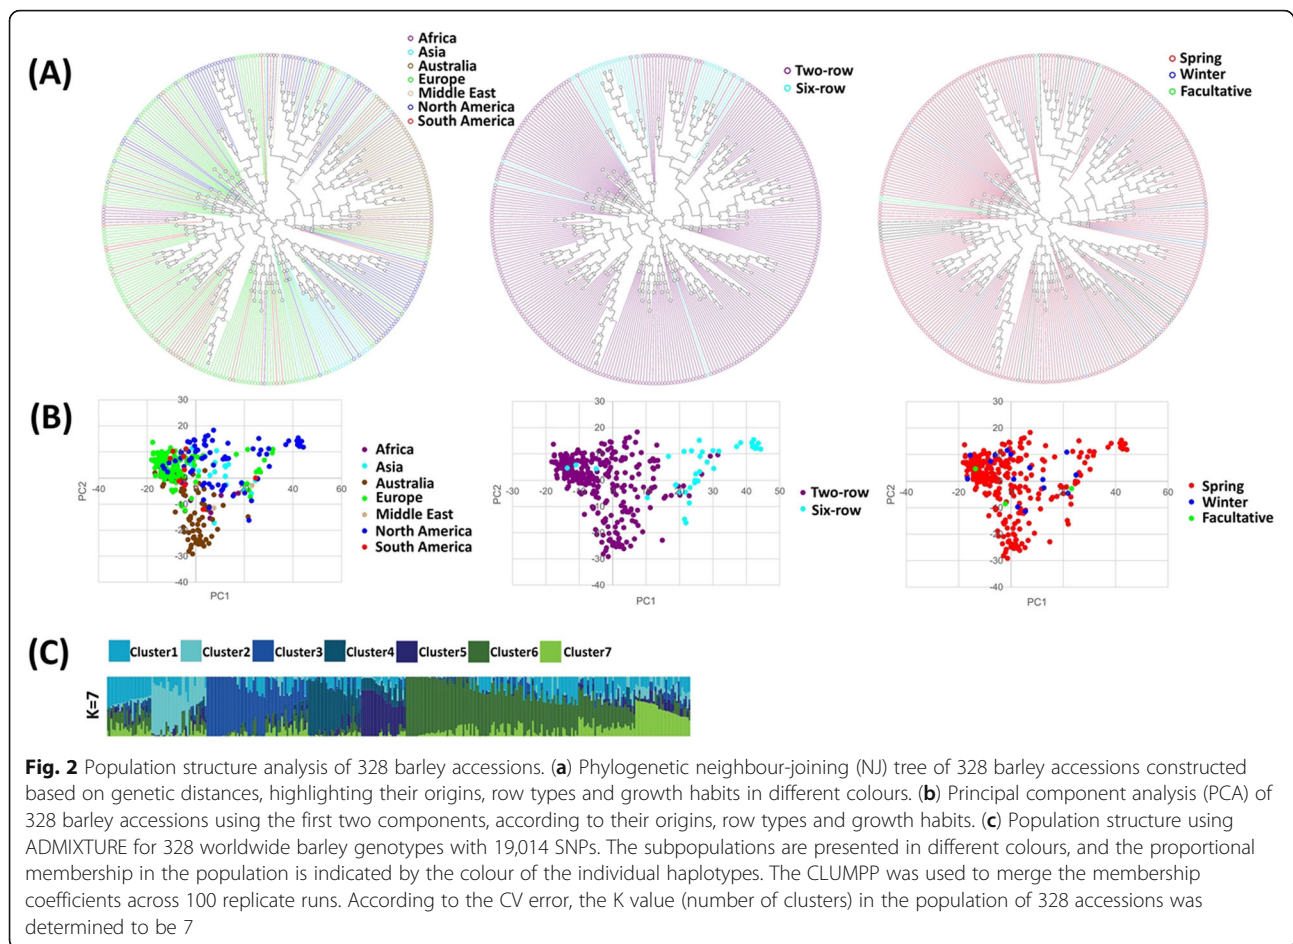 (A)
Africa
Asia
Australia
Europe
Middle East
North America
South America
Two-row
Six-row
Spring
Winter
Facultative
(B)
30
20
10
-40
-20
0
20
40
60
-10
-20
-30
-40
PC2
PC1
Africa
Asia
Australia
Europe
Middle East
North America
South America
30
20
10
-30
-20
-10
0
10
20
30
40
50
-10
-20
-30
-40
Two-row
Six-row
30
20
10
-40
-20
0
20
40
60
-10
-20
-30
-40
PC2
PC1
Spring
Winter
Facultative
(C)
Cluster1 Cluster2 Cluster3 Cluster4 Cluster5 Cluster6 Cluster7
K=7
Fig. 2 Population structure analysis of 328 barley accessions. (a) Phylogenetic neighbour-joining (NJ) tree of 328 barley accessions constructed
based on genetic distances, highlighting their origins, row types and growth habits in different colours. (b) Principal component analysis (PCA) of
328 barley accessions using the first two components, according to their origins, row types and growth habits. (c) Population structure using
ADMIXTURE for 328 worldwide barley genotypes with 19,014 SNPs. The subpopulations are presented in different colours, and the proportional
membership in the population is indicated by the colour of the individual haplotypes. The CLUMPP was used to merge the membership
coefficients across 100 replicate runs. According to the CV error, the K value (number of clusters) in the population of 328 accessions was
determined to be 7